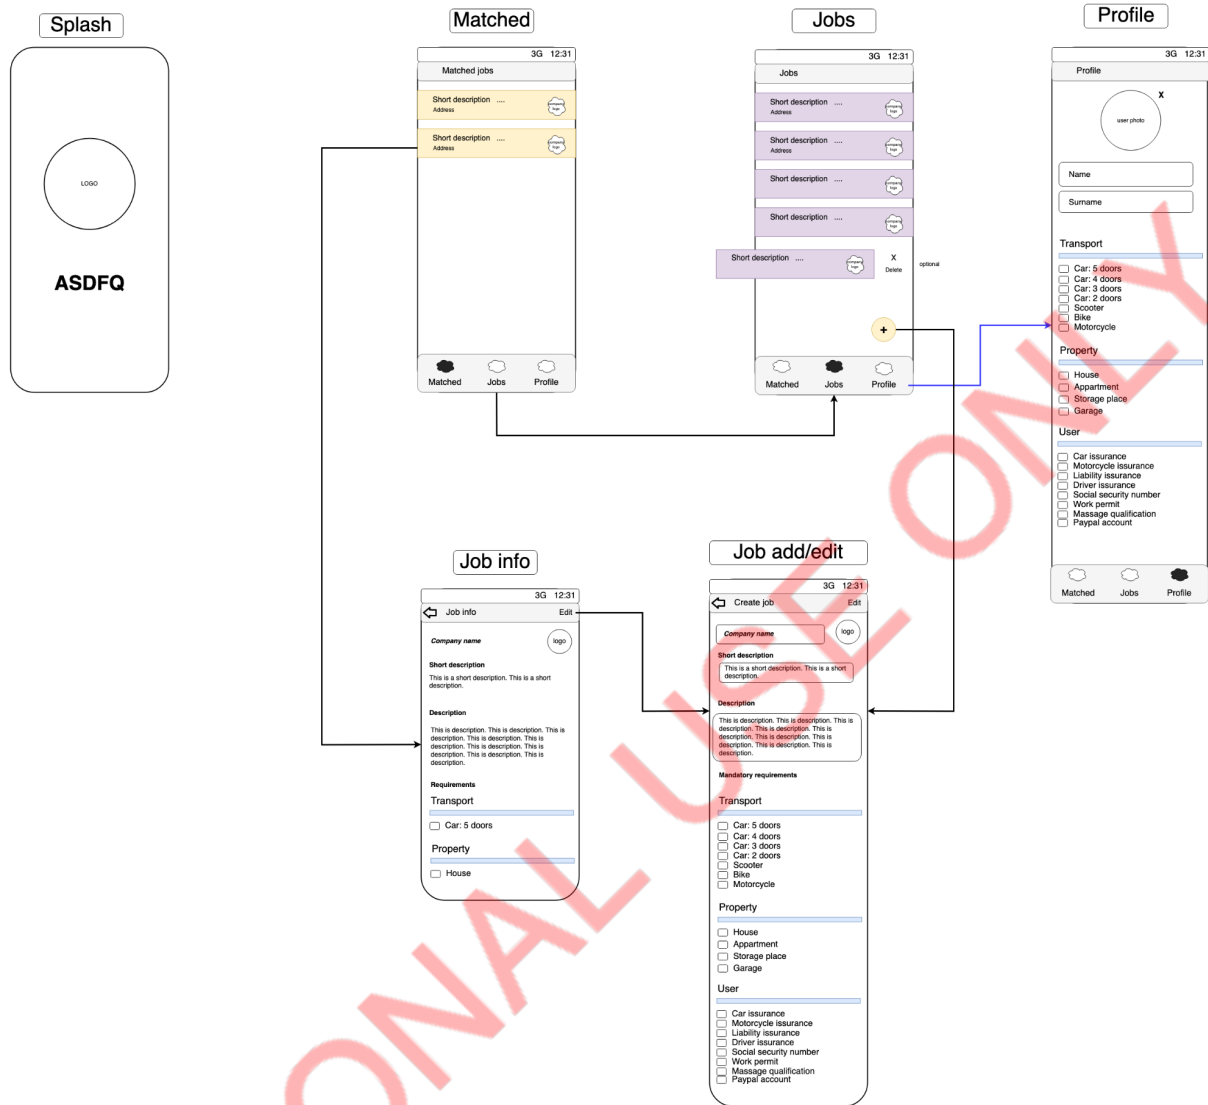 Splash
LOGO
ASDFQ
Matched
3G 12:31
Matched jobs
Short description ....
Address
company logo
Short description ....
Address
company logo
Matched
Jobs
Profile
Jobs
3G 12:31
Jobs
Short description ....
Address
company logo
Short description ....
Address
company logo
Short description ....
company logo
Short description ....
company logo
Short description ....
company logo
X
Delete
optional
+
Matched
Jobs
Profile
Profile
3G 12:31
Profile
X
user photo
Name
Surname
Transport
Car: 5 doors
Car: 4 doors
Car: 3 doors
Car: 2 doors
Scooter
Bike
Motorcycle
Property
House
Appartment
Storage place
Garage
User
Car issurance
Motorcycle issurance
Liability issurance
Driver issurance
Social security number
Work permit
Massage qualification
Paypal account
Matched
Jobs
Profile
Job info
3G 12:31
Job info
Edit
Company name
logo
Short description
This is a short description. This is a short
description.
Description
This is description. This is description. This is
description. This is description. This is
description. This is description. This is
description. This is description. This is
description.
Requirements
Transport
Car: 5 doors
Property
House
Job add/edit
3G 12:31
Create job
Edit
Company name
logo
Short description
This is a short description. This is a short
description.
Description
This is description. This is description. This is
description. This is description. This is
description. This is description. This is
description. This is description. This is
description.
Mandatory requirements
Transport
Car: 5 doors
Car: 4 doors
Car: 3 doors
Car: 2 doors
Scooter
Bike
Motorcycle
Property
House
Appartment
Storage place
Garage
User
Car issurance
Motorcycle issurance
Liability issurance
Driver issurance
Social security number
Work permit
Massage qualification
Paypal account
ONAL USE ONLY